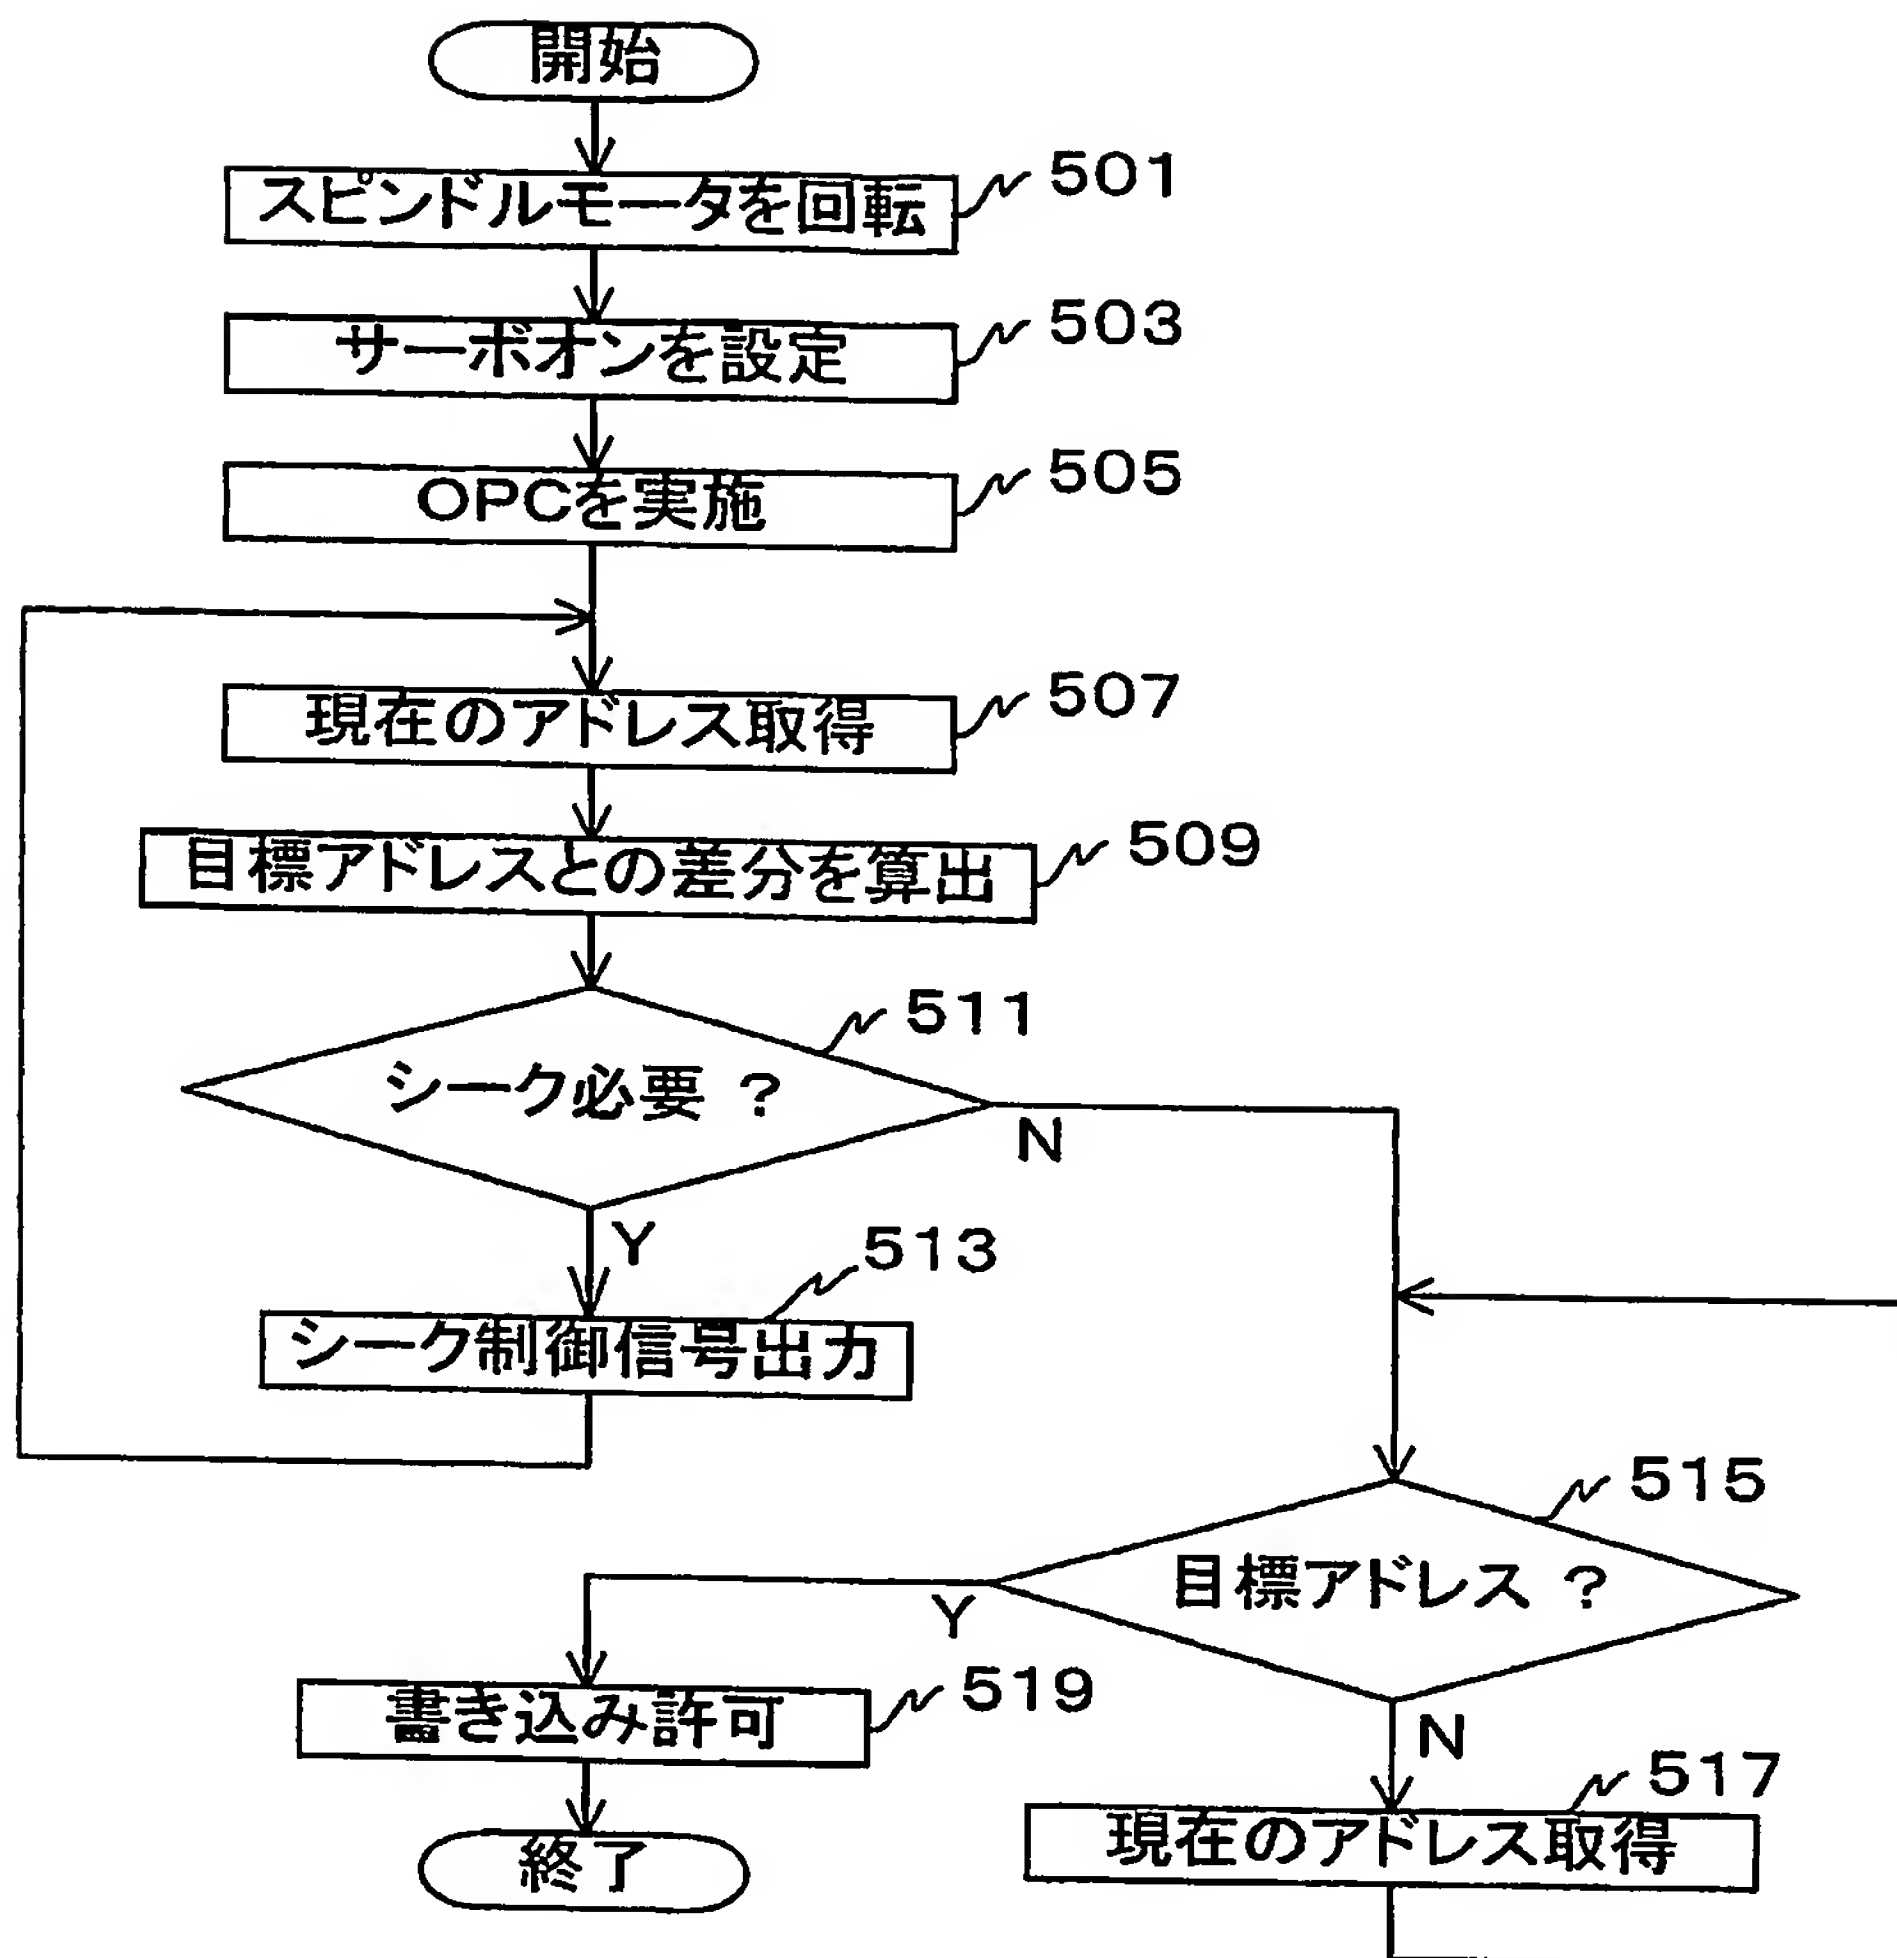 開始
スピンドルモータを回転
501
サーボオンを設定
503
OPCを実施
505
現在のアドレス取得
507
目標アドレスとの差分を算出
509
シーク必要 ?
511
N
Y
シーク制御信号出力
513
目標アドレス ?
515
Y
N
書き込み許可
519
現在のアドレス取得
517
終了